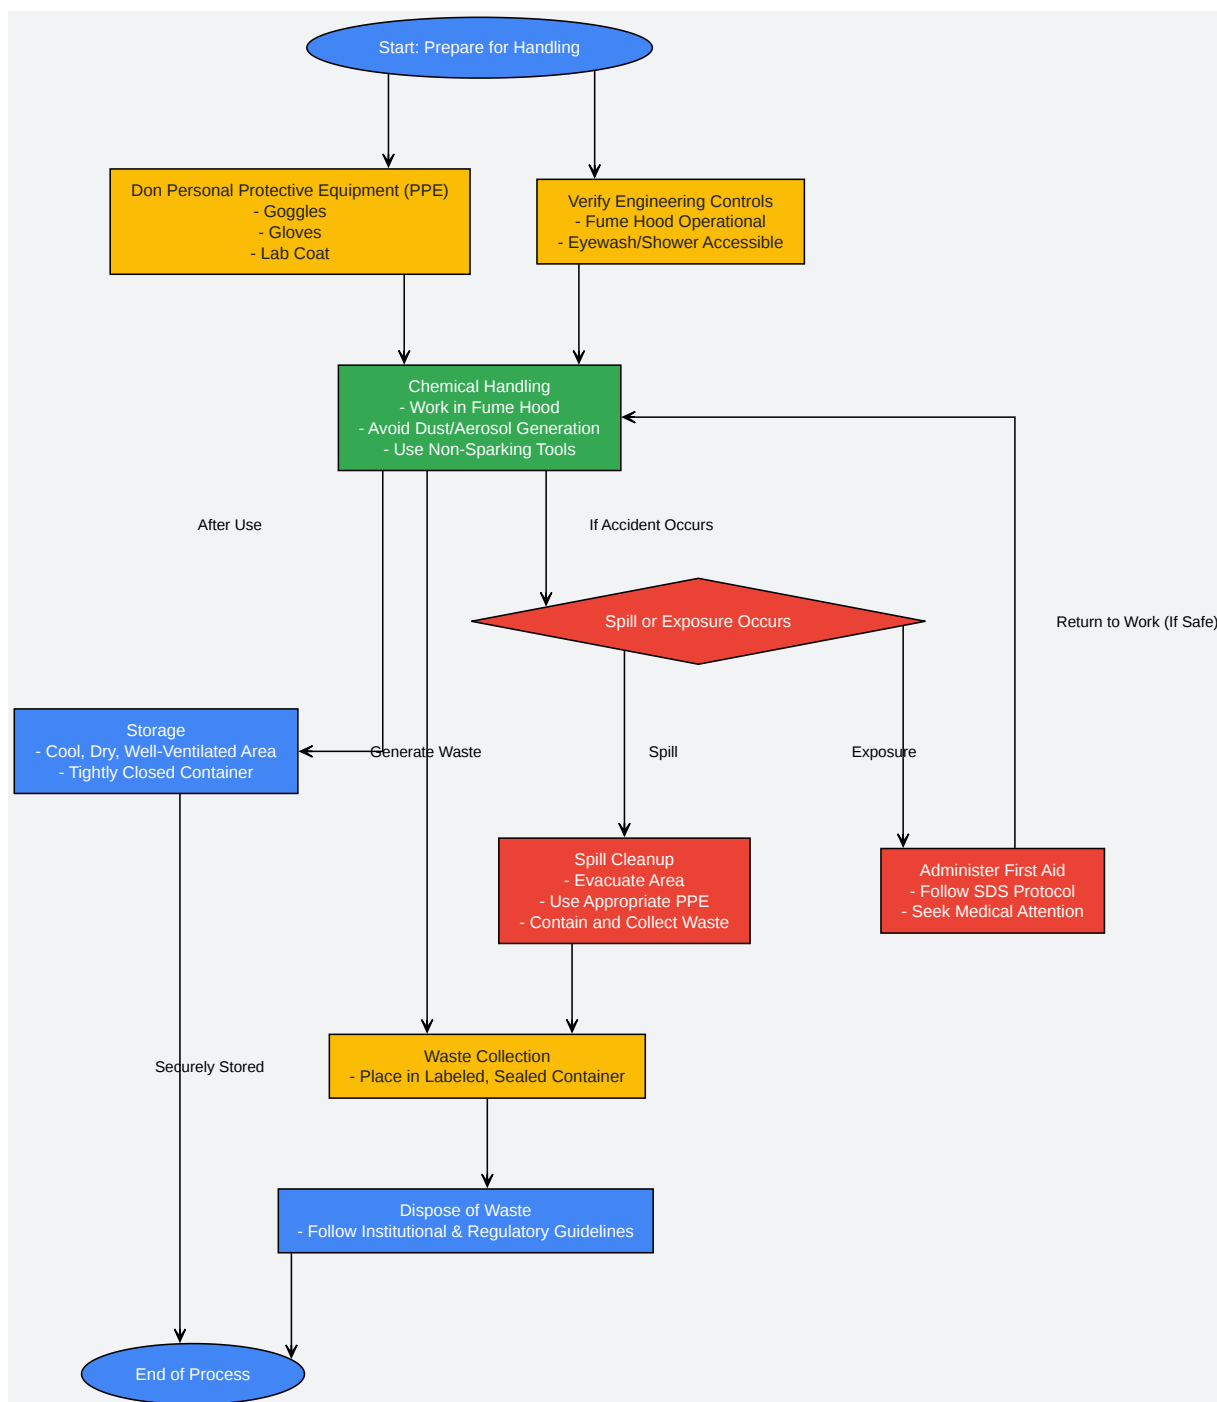 Start: Prepare for Handling
Don Personal Protective Equipment (PPE)
- Goggles
- Gloves
- Lab Coat
Verify Engineering Controls
- Fume Hood Operational
- Eyewash/Shower Accessible
Chemical Handling
- Work in Fume Hood
- Avoid Dust/Aerosol Generation
- Use Non-Sparking Tools
After Use
If Accident Occurs
Spill or Exposure Occurs
Return to Work (If Safe)
Storage
- Cool, Dry, Well-Ventilated Area
- Tightly Closed Container
Generate Waste
Spill
Exposure
Spill Cleanup
- Evacuate Area
- Use Appropriate PPE
- Contain and Collect Waste
Administer First Aid
- Follow SDS Protocol
- Seek Medical Attention
Securely Stored
Waste Collection
- Place in Labeled, Sealed Container
Dispose of Waste
- Follow Institutional & Regulatory Guidelines
End of Process